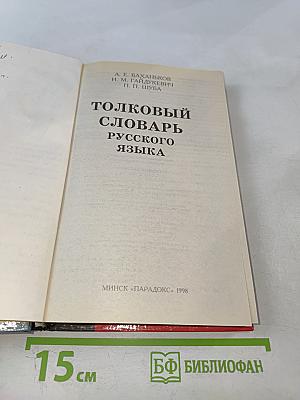 А. Е. БАХАНЬКОВ
И. М. ГАЙДУКЕВИЧ
П. П. ШУБА
ТОЛКОВЫЙ
СЛОВАРЬ
РУССКОГО
ЯЗЫКА
МИНСК «ПАРАДОКС» 1998
15 см
БФ БИБЛИОФАН